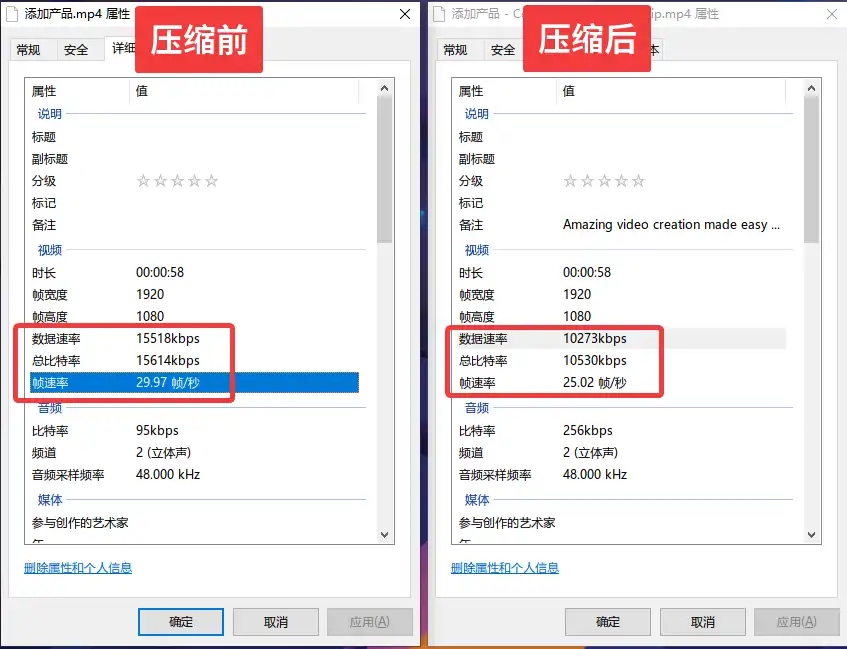 添加产品.mp4 属性
压缩前
常规
安全
详细
属性
值
说明
标题
副标题
分级
☆☆☆☆☆
标记
备注
视频
时长
00:00:58
帧宽度
1920
帧高度
1080
数据速率
15518kbps
总比特率
15614kbps
帧速率
29.97 帧/秒
音频
比特率
95kbps
频道
2 (立体声)
音频采样频率
48.000 kHz
媒体
参与创作的艺术家
删除属性和个人信息
确定
取消
应用(A)
添加产品 - C
ip.mp4 属性
压缩后
常规
安全
本
属性
值
说明
标题
副标题
分级
☆☆☆☆☆
标记
备注
Amazing video creation made easy ...
视频
时长
00:00:58
帧宽度
1920
帧高度
1080
数据速率
10273kbps
总比特率
10530kbps
帧速率
25.02 帧/秒
音频
比特率
256kbps
频道
2 (立体声)
音频采样频率
48.000 kHz
媒体
参与创作的艺术家
删除属性和个人信息
确定
取消
应用(A)